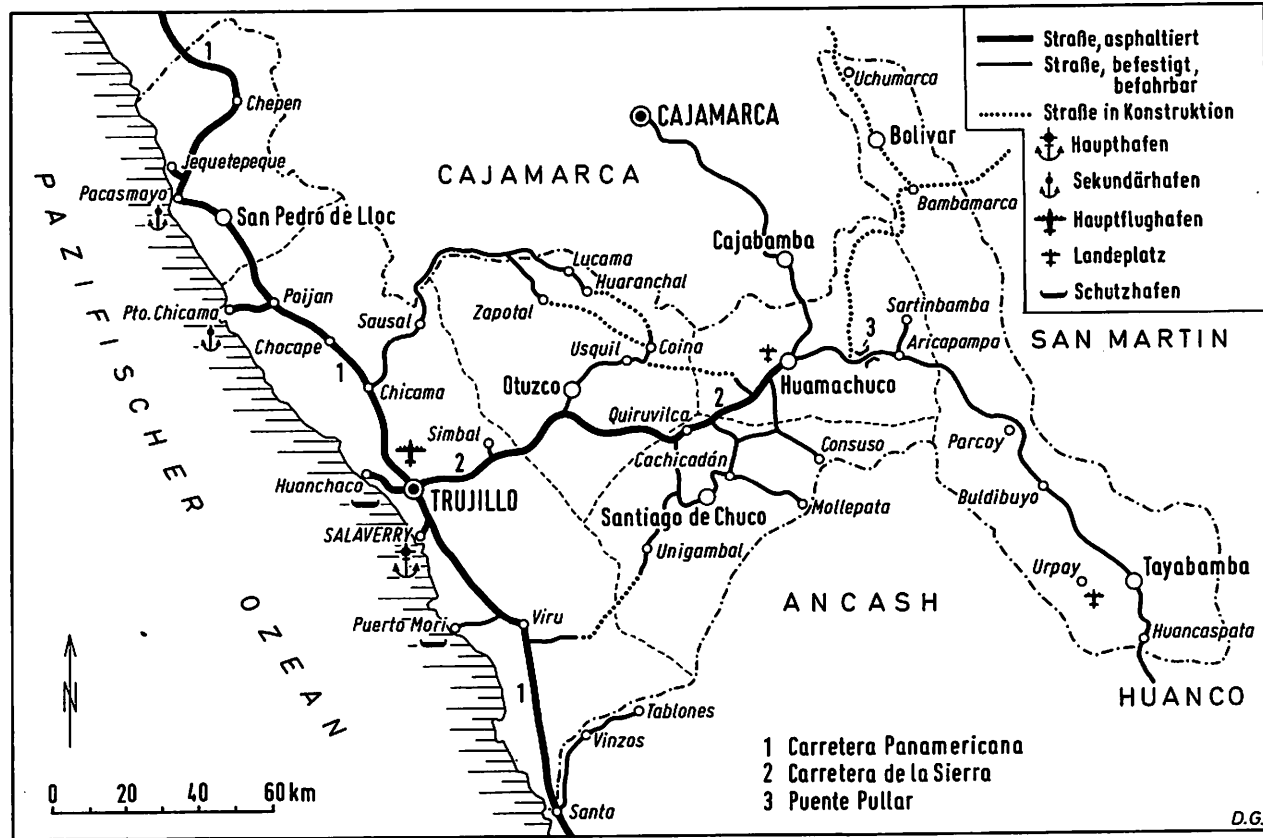 Straße, asphaltiert
Straße, befestigt,
befahrbar
Straße in Konstruktion
Haupthafen
Sekundärhafen
Hauptflughafen
Landeplatz
Schutzhafen
1
Chepen
Jequetepeque
Pacasmayo
San Pedro de Lloc
CAJAMARCA
CAJAMARCA
Uchumarca
Bolivar
Bambamarca
Cajabamba
PAZIFISCHER OZEAN
Pto. Chicama
Paijan
Chocape
1
Chicama
Sausal
Lucama
Huaranchal
Zapotal
Usquil
Coina
Otuzco
Sartinbamba
3
Aricapampa
SAN MARTIN
Huamachuco
2
Quiruvilca
Simbal
2
Cachicadán
Consuso
Parcoy
Huanchaco
TRUJILLO
Santiago de Chuco
Mollepata
Buldibuyo
SALAVERRY
Unigambal
Urpay
Tayabamba
ANCASH
Puerto Mori
Viru
Huancaspata
HUANCO
1
Tablones
Vinzos
Santa
N
0 20 40 60 km
1 Carretera Panamericana
2 Carretera de la Sierra
3 Puente Pullar
D.G.